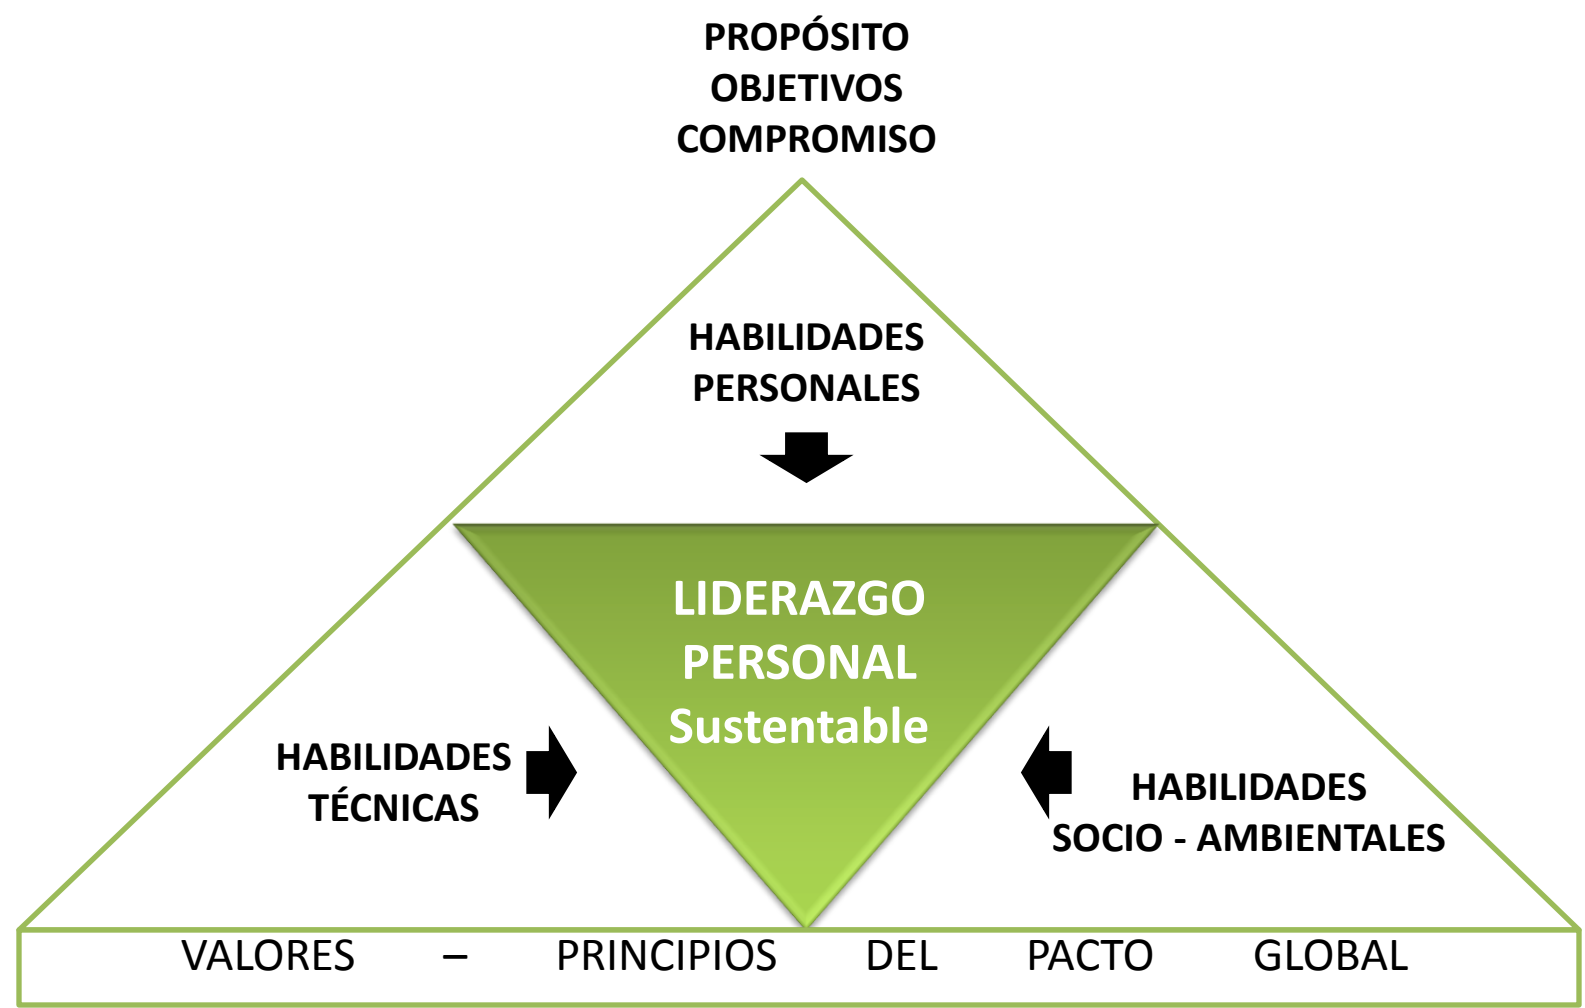 PROPÓSITO
OBJETIVOS
COMPROMISO
HABILIDADES
PERSONALES
LIDERAZGO
PERSONAL
Sustentable
HABILIDADES
TÉCNICAS
HABILIDADES
SOCIO - AMBIENTALES
VALORES – PRINCIPIOS DEL PACTO GLOBAL